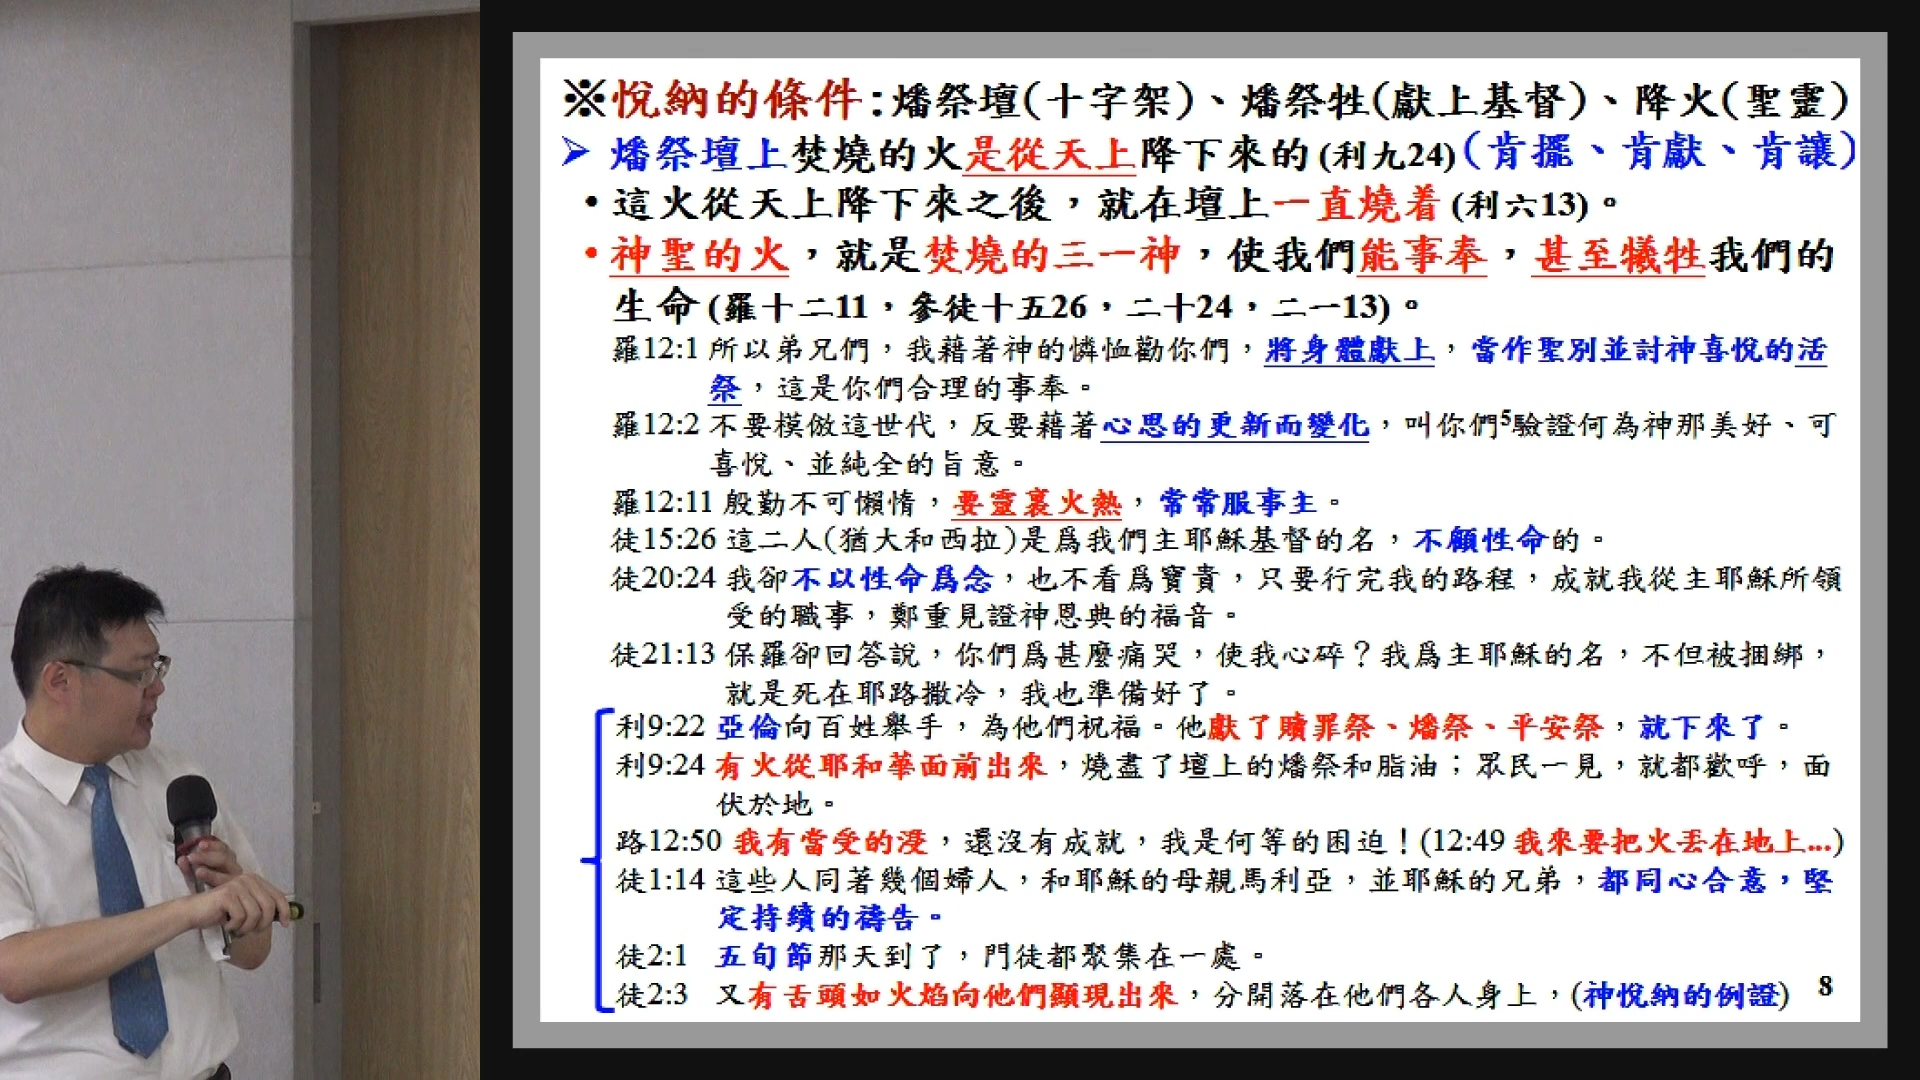 ※悅納的條件:燔祭壇(十字架)、燔祭牲(獻上基督)、降火(聖靈)
➢ 燔祭壇上焚燒的火是從天上降下來的(利九24)(肯擺、肯獻、肯讓)
•這火從天上降下來之後，就在壇上一直燒着(利六13)。
•神聖的火，就是焚燒的三一神，使我們能事奉，甚至犧牲我們的
生命(羅十二11，參徒十五26，二十24，二一13)。
羅12:1 所以弟兄們，我藉著神的憐恤勸你們，將身體獻上，當作聖別並討神喜悅的活
祭，這是你們合理的事奉。
羅12:2 不要模倣這世代，反要藉著心思的更新而變化，叫你們⁵驗證何為神那美好、可
喜悅、並純全的旨意。
羅12:11 殷勤不可懶惰，要靈裏火熱，常常服事主。
徒15:26 這二人(猶大和西拉)是爲我們主耶穌基督的名，不顧性命的。
徒20:24 我卻不以性命爲念，也不看爲寶貴，只要行完我的路程，成就我從主耶穌所領
受的職事，鄭重見證神恩典的福音。
徒21:13 保羅卻回答說，你們爲甚麼痛哭，使我心碎？我爲主耶穌的名，不但被捆綁，
就是死在耶路撒冷，我也準備好了。
利9:22 亞倫向百姓舉手，為他們祝福。他獻了贖罪祭、燔祭、平安祭，就下來了。
利9:24 有火從耶和華面前出來，燒盡了壇上的燔祭和脂油；眾民一見，就都歡呼，面
伏於地。
路12:50 我有當受的浸，還沒有成就，我是何等的困迫！(12:49 我來要把火丟在地上...)
徒1:14 這些人同著幾個婦人，和耶穌的母親馬利亞，並耶穌的兄弟，都同心合意，堅
定持續的禱告。
徒2:1 五旬節那天到了，門徒都聚集在一處。
徒2:3 又有舌頭如火焰向他們顯現出來，分開落在他們各人身上，(神悅納的例證)
8